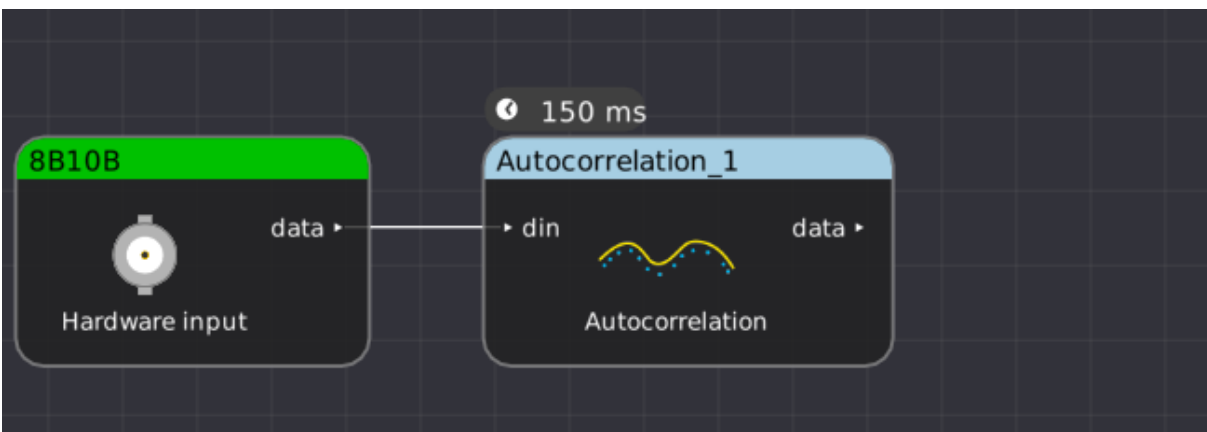 150 ms
8B10B
Autocorrelation_1
data
din
data
Hardware input
Autocorrelation